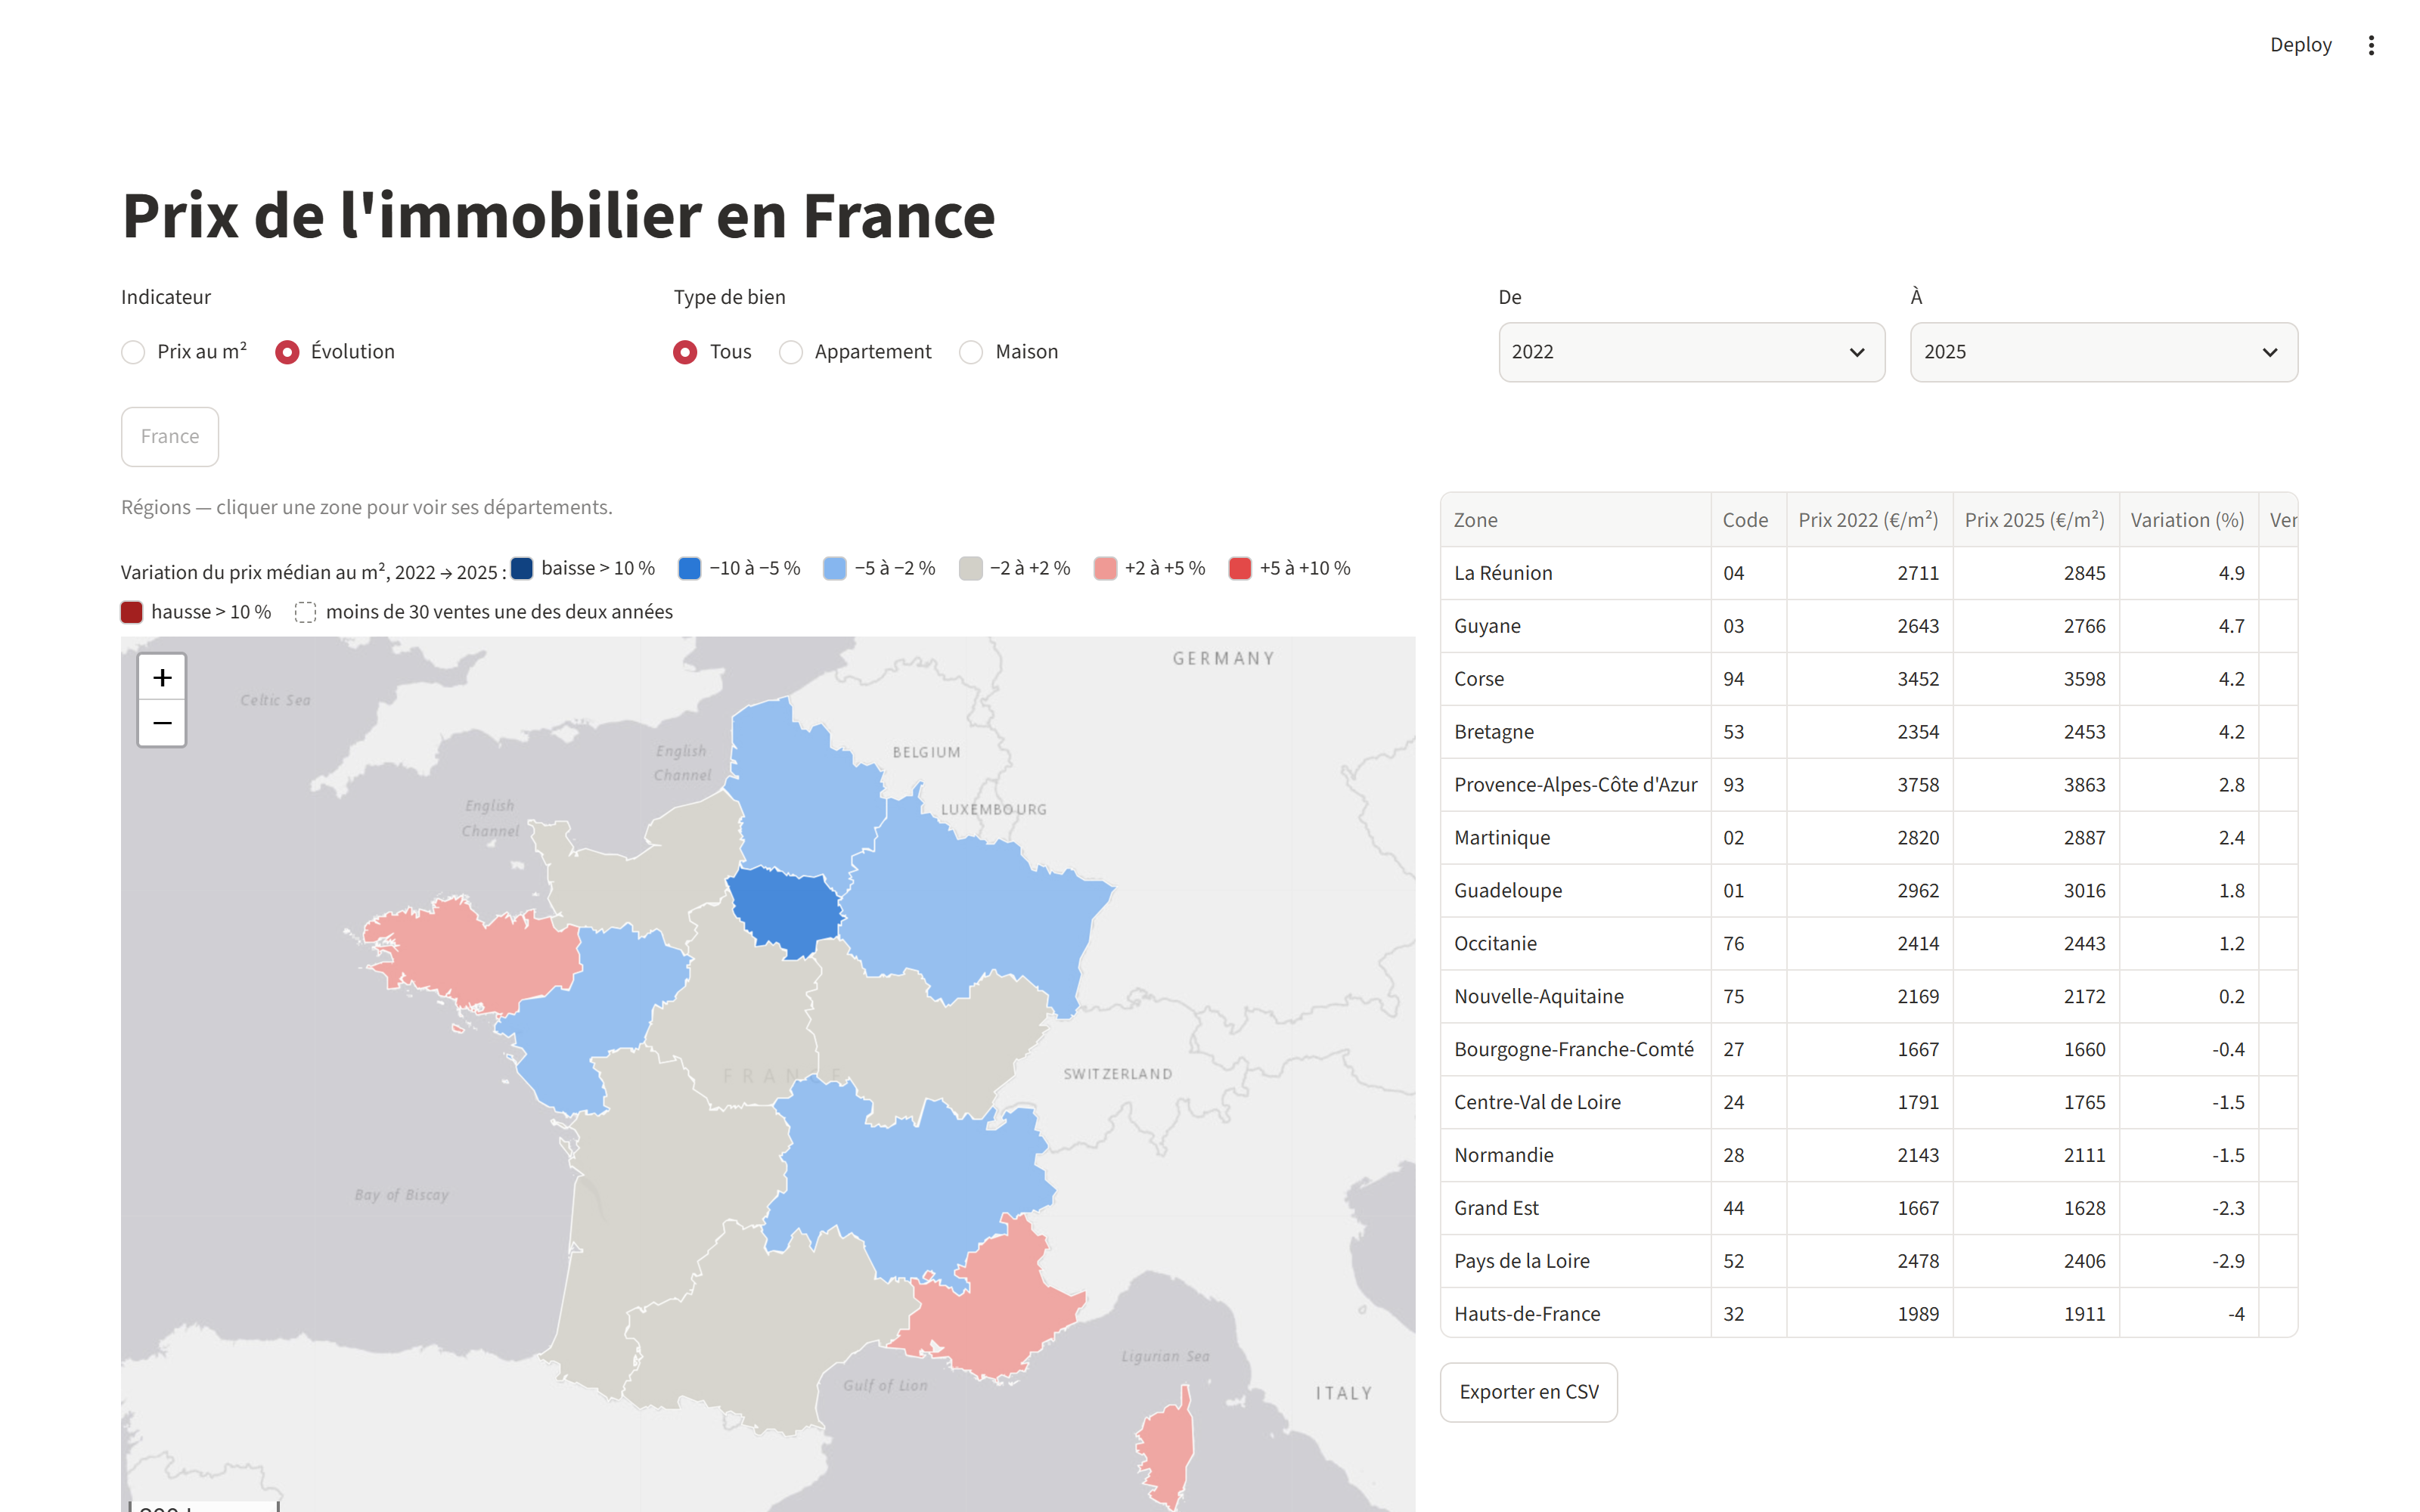 Deploy
Prix de l'immobilier en France
Indicateur
Type de bien
De
À
Prix au m²
Évolution
Tous
Appartement
Maison
2022
2025
France
Régions — cliquer une zone pour voir ses départements.
Variation du prix médian au m², 2022 → 2025 : baisse > 10 % −10 à −5 % −5 à −2 % −2 à +2 % +2 à +5 % +5 à +10 %
hausse > 10 % moins de 30 ventes une des deux années
+
−
Celtic Sea
English
Channel
English
Channel
GERMANY
BELGIUM
LUXEMBOURG
FRANCE
SWITZERLAND
Bay of Biscay
Gulf of Lion
Ligurian Sea
ITALY
Zone Code Prix 2022 (€/m²) Prix 2025 (€/m²) Variation (%)
La Réunion 04 2711 2845 4.9
Guyane 03 2643 2766 4.7
Corse 94 3452 3598 4.2
Bretagne 53 2354 2453 4.2
Provence-Alpes-Côte d'Azur 93 3758 3863 2.8
Martinique 02 2820 2887 2.4
Guadeloupe 01 2962 3016 1.8
Occitanie 76 2414 2443 1.2
Nouvelle-Aquitaine 75 2169 2172 0.2
Bourgogne-Franche-Comté 27 1667 1660 -0.4
Centre-Val de Loire 24 1791 1765 -1.5
Normandie 28 2143 2111 -1.5
Grand Est 44 1667 1628 -2.3
Pays de la Loire 52 2478 2406 -2.9
Hauts-de-France 32 1989 1911 -4
Exporter en CSV